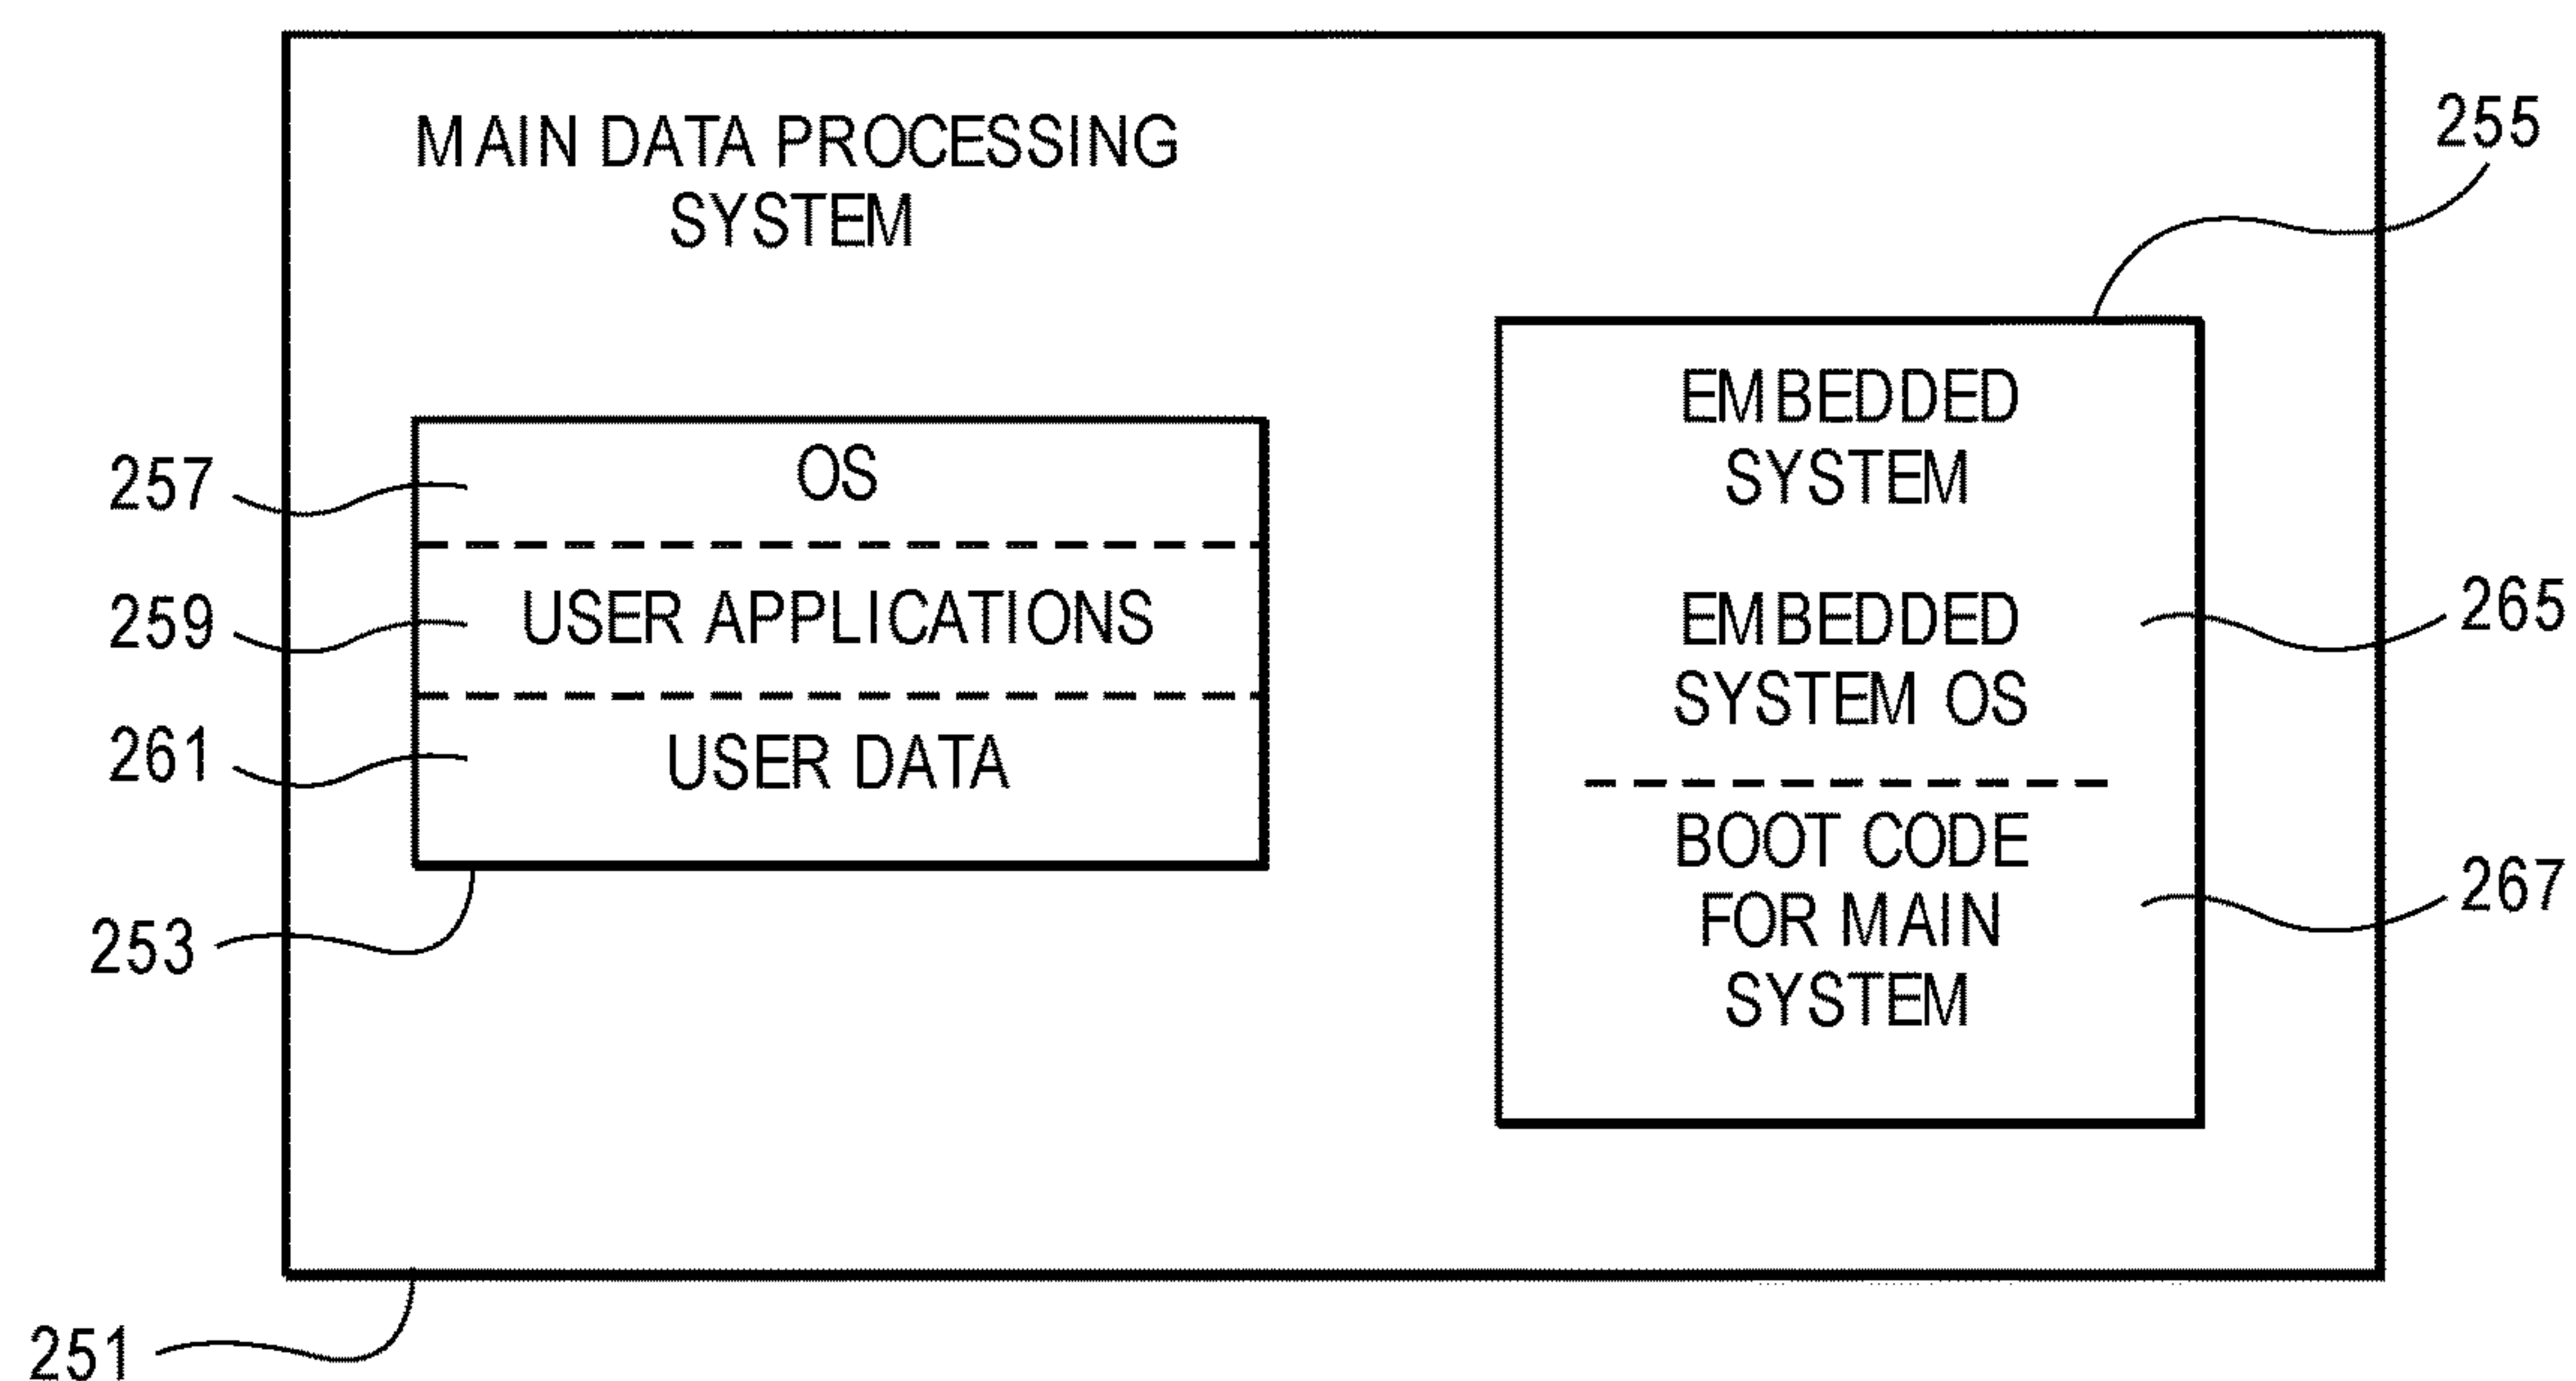 MAIN DATA PROCESSING
SYSTEM
255
EMBEDDED
SYSTEM
257
OS
259
USER APPLICATIONS
EMBEDDED
SYSTEM OS
265
261
USER DATA
BOOT CODE
FOR MAIN
SYSTEM
267
253
251